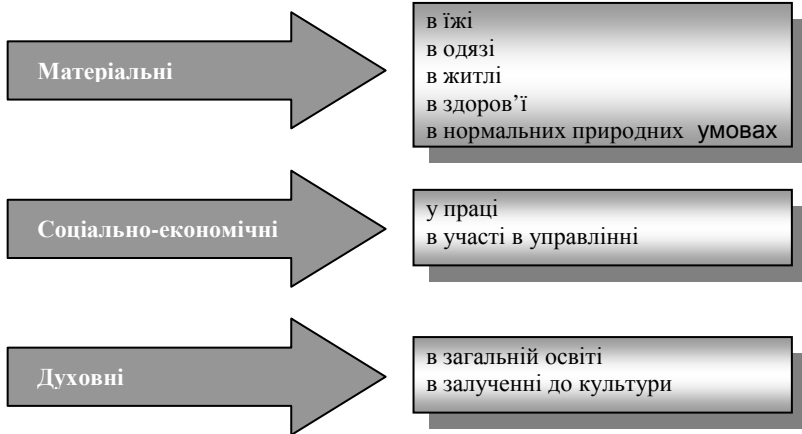 Матеріальні
в їжі
в одязі
в житлі
в здоров’ї
в нормальних природних умовах
Соціально-економічні
у праці
в участі в управлінні
Духовні
в загальній освіті
в залученні до культури